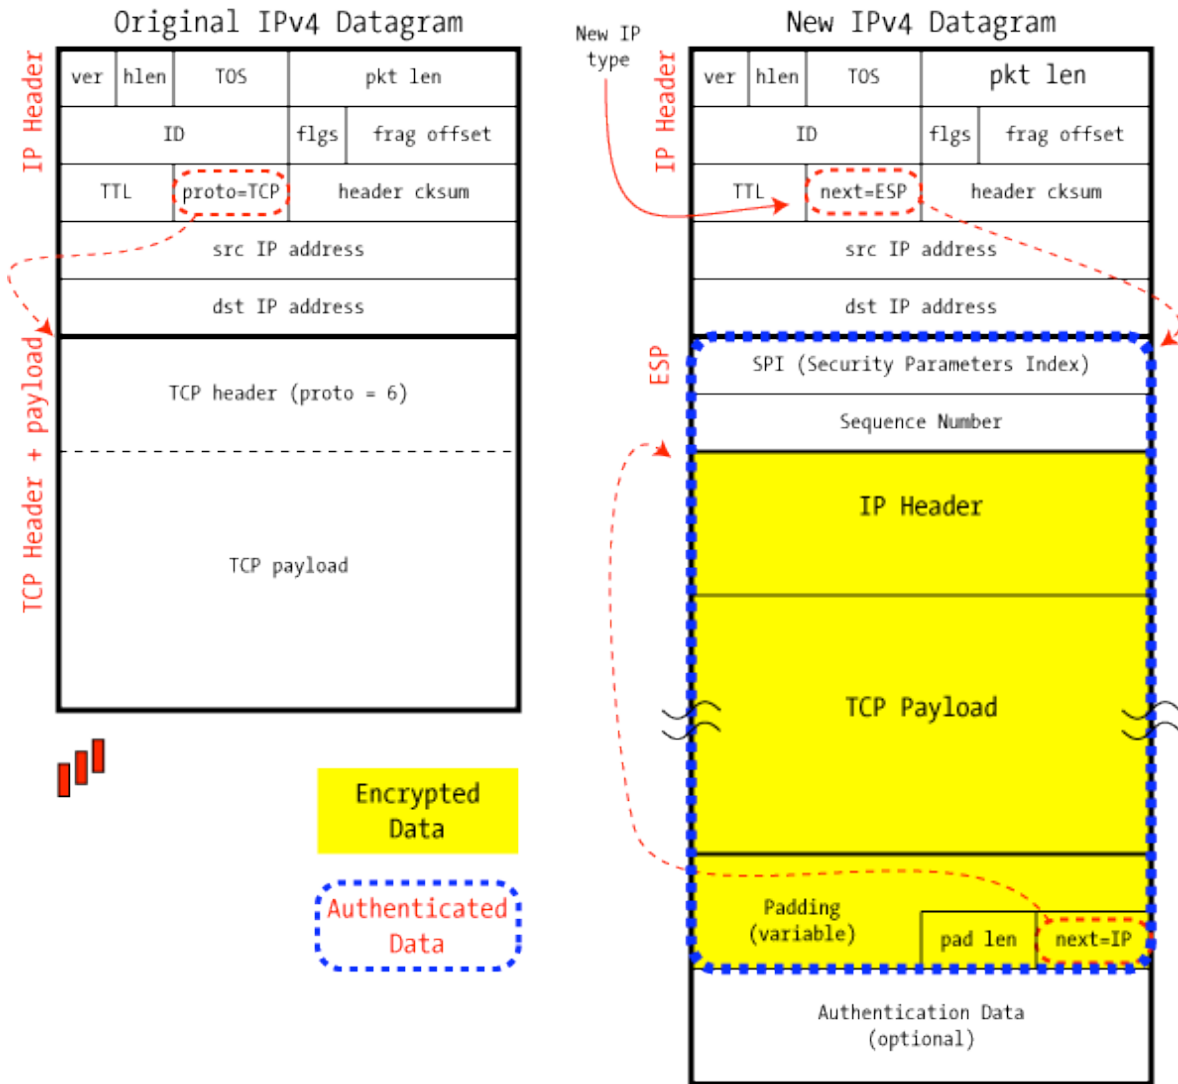 Original IPv4 Datagram
IP Header
ver hlen TOS pkt len
ID flgs frag offset
TTL proto=TCP header cksum
src IP address
dst IP address
TCP Header + payload
TCP header (proto = 6)
TCP payload
Encrypted
Data
Authenticated
Data
New IPv4 Datagram
New IP
type
IP Header
ver hlen TOS pkt len
ID flgs frag offset
TTL next=ESP header cksum
src IP address
dst IP address
ESP
SPI (Security Parameters Index)
Sequence Number
IP Header
TCP Payload
Padding
(variable)
pad len next=IP
Authentication Data
(optional)